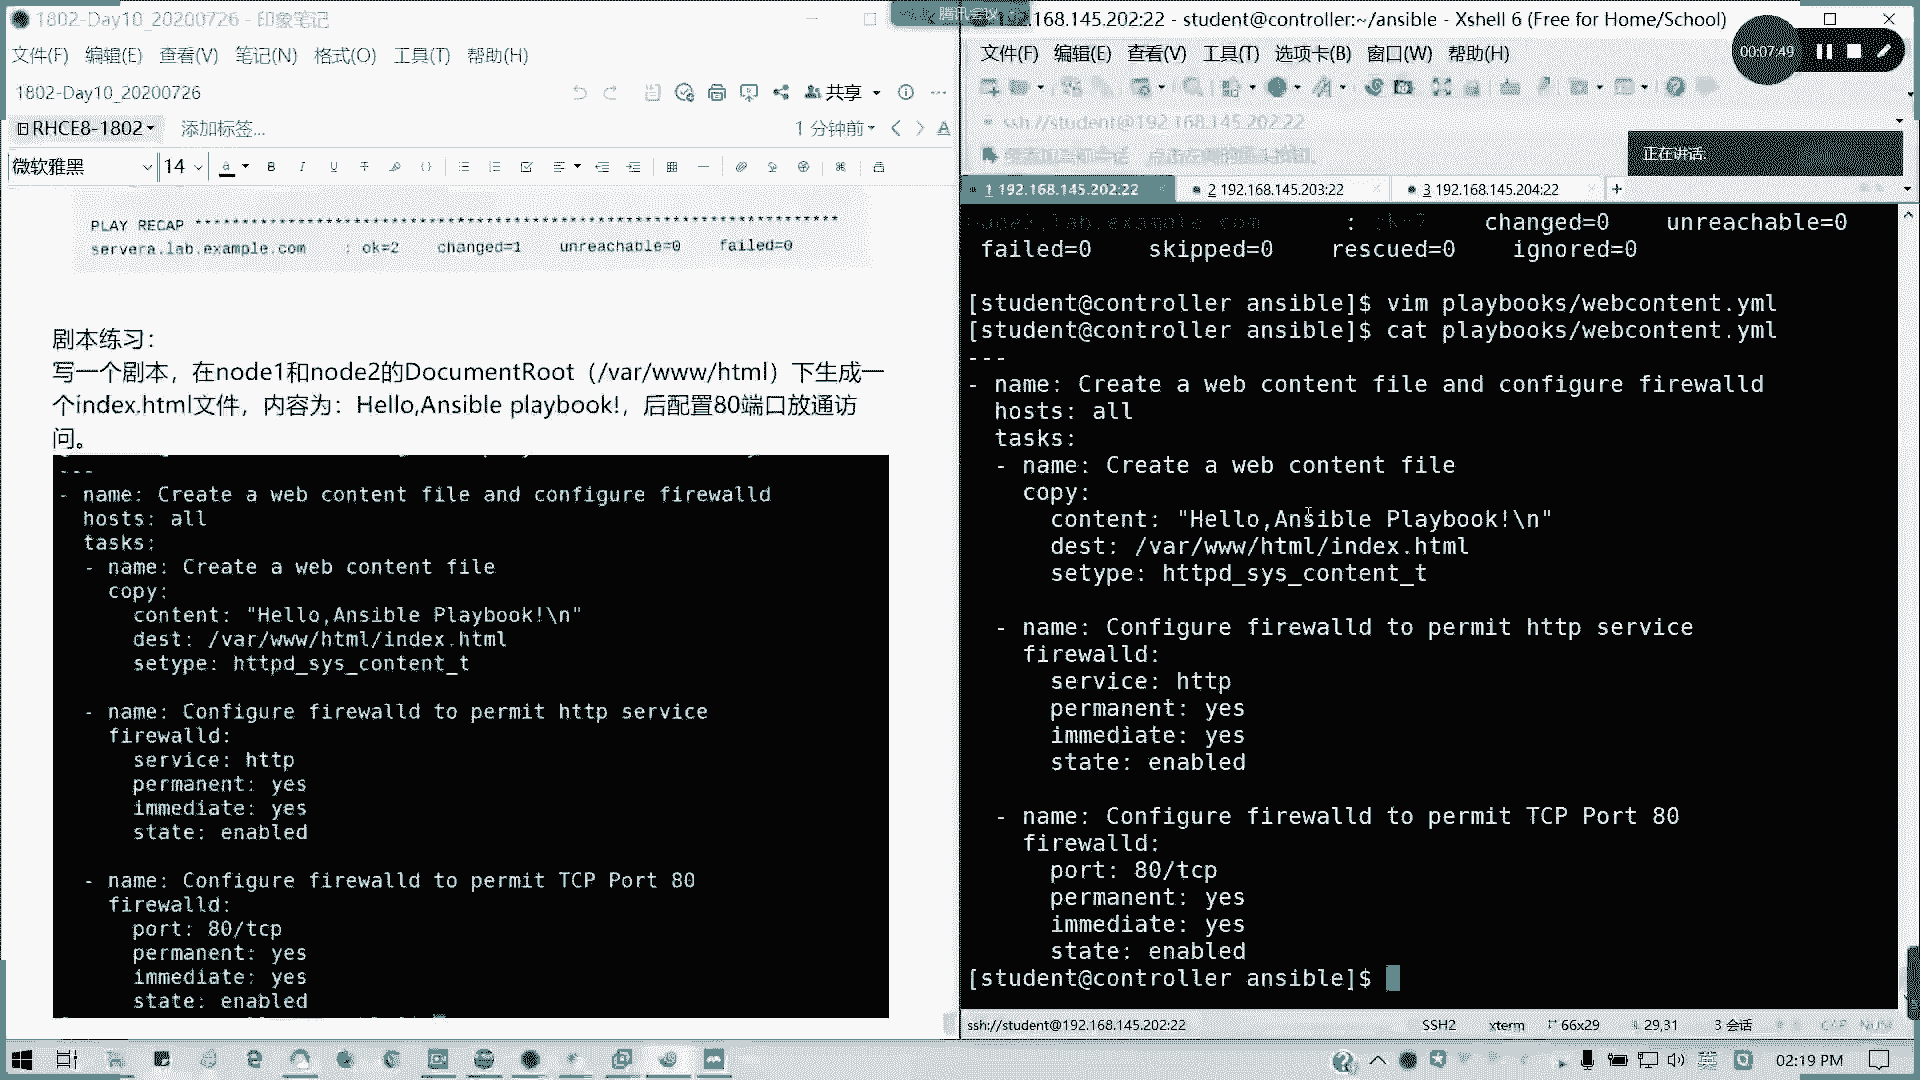 1802-Day10_20200726 - 印象笔记
文件(F) 编辑(E) 查看(V) 笔记(N) 格式(O) 工具(T) 帮助(H)
1802-Day10_20200726
共享
RHCE8-1802
添加标签...
1 分钟前
微软雅黑
14
PLAY RECAP *********************************************************************
servera.lab.example.com : ok=2 changed=1 unreachable=0 failed=0
剧本练习：
写一个剧本，在node1和node2的DocumentRoot（/var/www/html）下生成一
个index.html文件，内容为：Hello,Ansible playbook!，后配置80端口放通访
问。
---
- name: Create a web content file and configure firewalld
  hosts: all
  tasks:
  - name: Create a web content file
    copy:
      content: "Hello,Ansible Playbook!\n"
      dest: /var/www/html/index.html
      setype: httpd_sys_content_t
  - name: Configure firewalld to permit http service
    firewalld:
      service: http
      permanent: yes
      immediate: yes
      state: enabled
  - name: Configure firewalld to permit TCP Port 80
    firewalld:
      port: 80/tcp
      permanent: yes
      immediate: yes
      state: enabled
腾讯会议
.168.145.202:22 - student@controller:~/ansible - Xshell 6 (Free for Home/School)
00:07:49
文件(F) 编辑(E) 查看(V) 工具(T) 选项卡(B) 窗口(W) 帮助(H)
ssh://student@192.168.145.202:22
正在讲话:
1 192.168.145.202:22
2 192.168.145.203:22
3 192.168.145.204:22
node2.lab.example.com : ok=2 changed=0 unreachable=0
failed=0 skipped=0 rescued=0 ignored=0
[student@controller ansible]$ vim playbooks/webcontent.yml
[student@controller ansible]$ cat playbooks/webcontent.yml
---
- name: Create a web content file and configure firewalld
  hosts: all
  tasks:
  - name: Create a web content file
    copy:
      content: "Hello,Ansible Playbook!\n"
      dest: /var/www/html/index.html
      setype: httpd_sys_content_t
  - name: Configure firewalld to permit http service
    firewalld:
      service: http
      permanent: yes
      immediate: yes
      state: enabled
  - name: Configure firewalld to permit TCP Port 80
    firewalld:
      port: 80/tcp
      permanent: yes
      immediate: yes
      state: enabled
[student@controller ansible]$
ssh://student@192.168.145.202:22
SSH2
xterm
66x29
29,31
3 会话
CAP NUM
英
02:19 PM